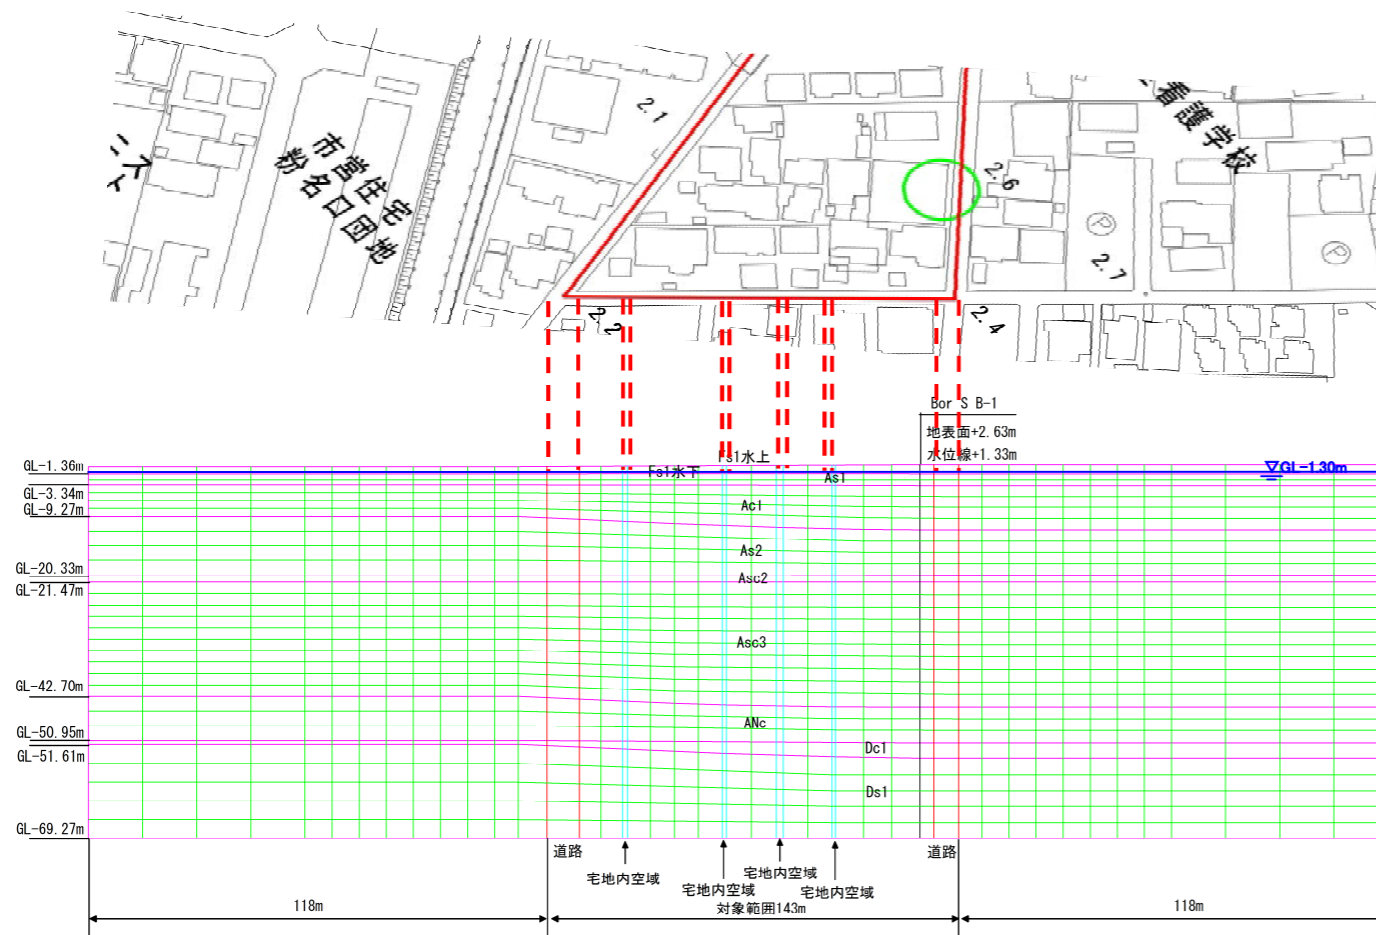 ニスト
市営住宅
粉名口団地
2.1
2.6
看護学校
2.7
P
P
2.2
2.4
Bor S B-1
地表面+2.63m
水位線+1.33m
GL-1.36m
GL-3.34m
GL-9.27m
GL-20.33m
GL-21.47m
GL-42.70m
GL-50.95m
GL-51.61m
GL-69.27m
Fs1水上
Fs1水下
As1
▽GL-1.30m
Ac1
As2
Asc2
Asc3
ANc
Dc1
Ds1
道路
宅地内空域
宅地内空域
宅地内空域
宅地内空域
道路
118m
対象範囲143m
118m